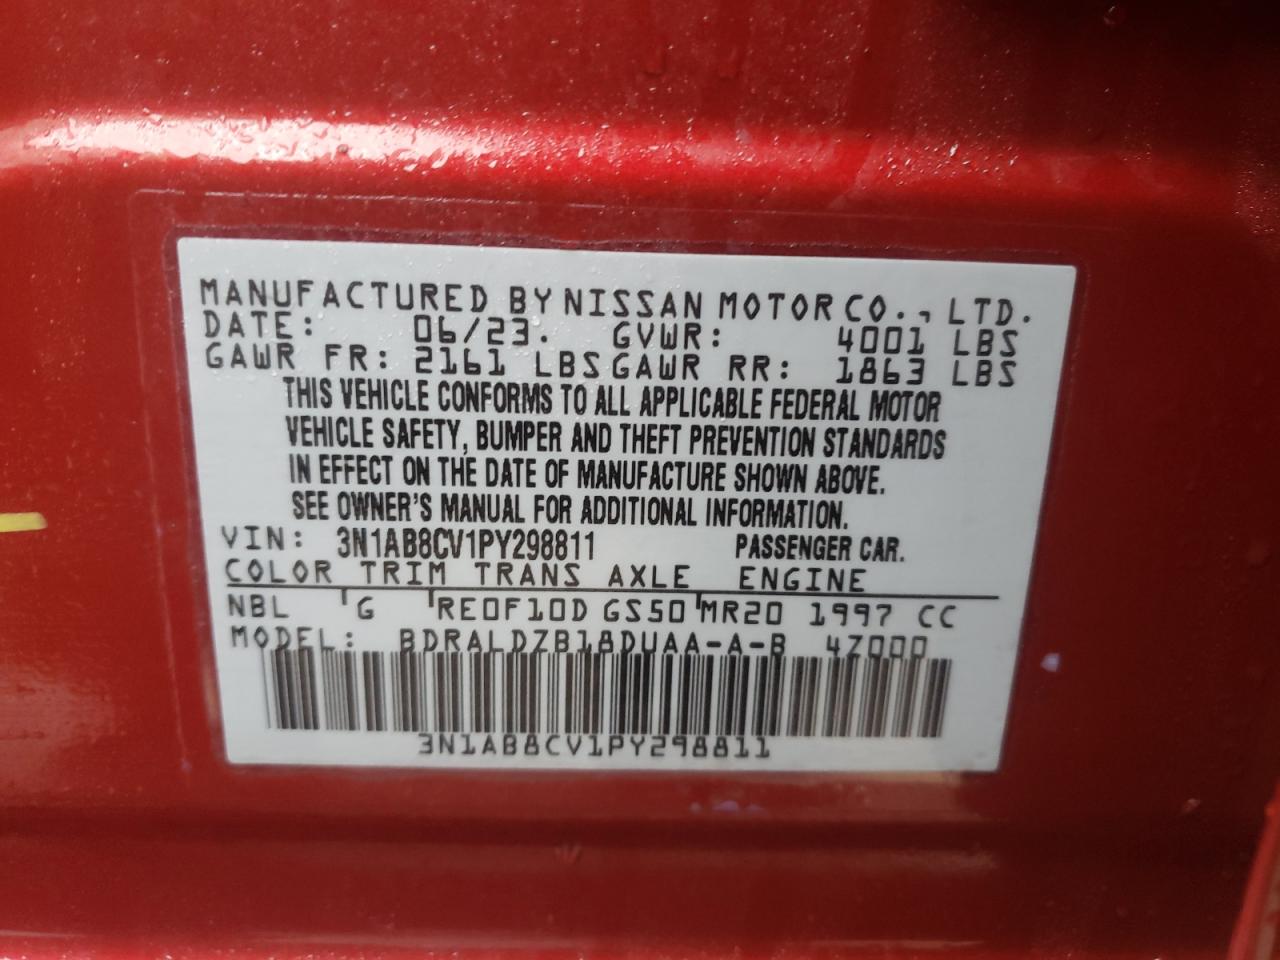 MANUFACTURED BY NISSAN MOTOR CO., LTD.
DATE: 06/23. GVWR: 4001 LBS
GAWR FR: 2161 LBS GAWR RR: 1863 LBS
THIS VEHICLE CONFORMS TO ALL APPLICABLE FEDERAL MOTOR
VEHICLE SAFETY, BUMPER AND THEFT PREVENTION STANDARDS
IN EFFECT ON THE DATE OF MANUFACTURE SHOWN ABOVE.
SEE OWNER'S MANUAL FOR ADDITIONAL INFORMATION.
VIN: 3N1AB8CV1PY298811 PASSENGER CAR.
COLOR TRIM TRANS AXLE ENGINE
NBL G RE0F10D GS50 MR20 1997 CC
MODEL: BDRALDZB18DUAA-A-B 4Z000
3N1AB8CV1PY298811